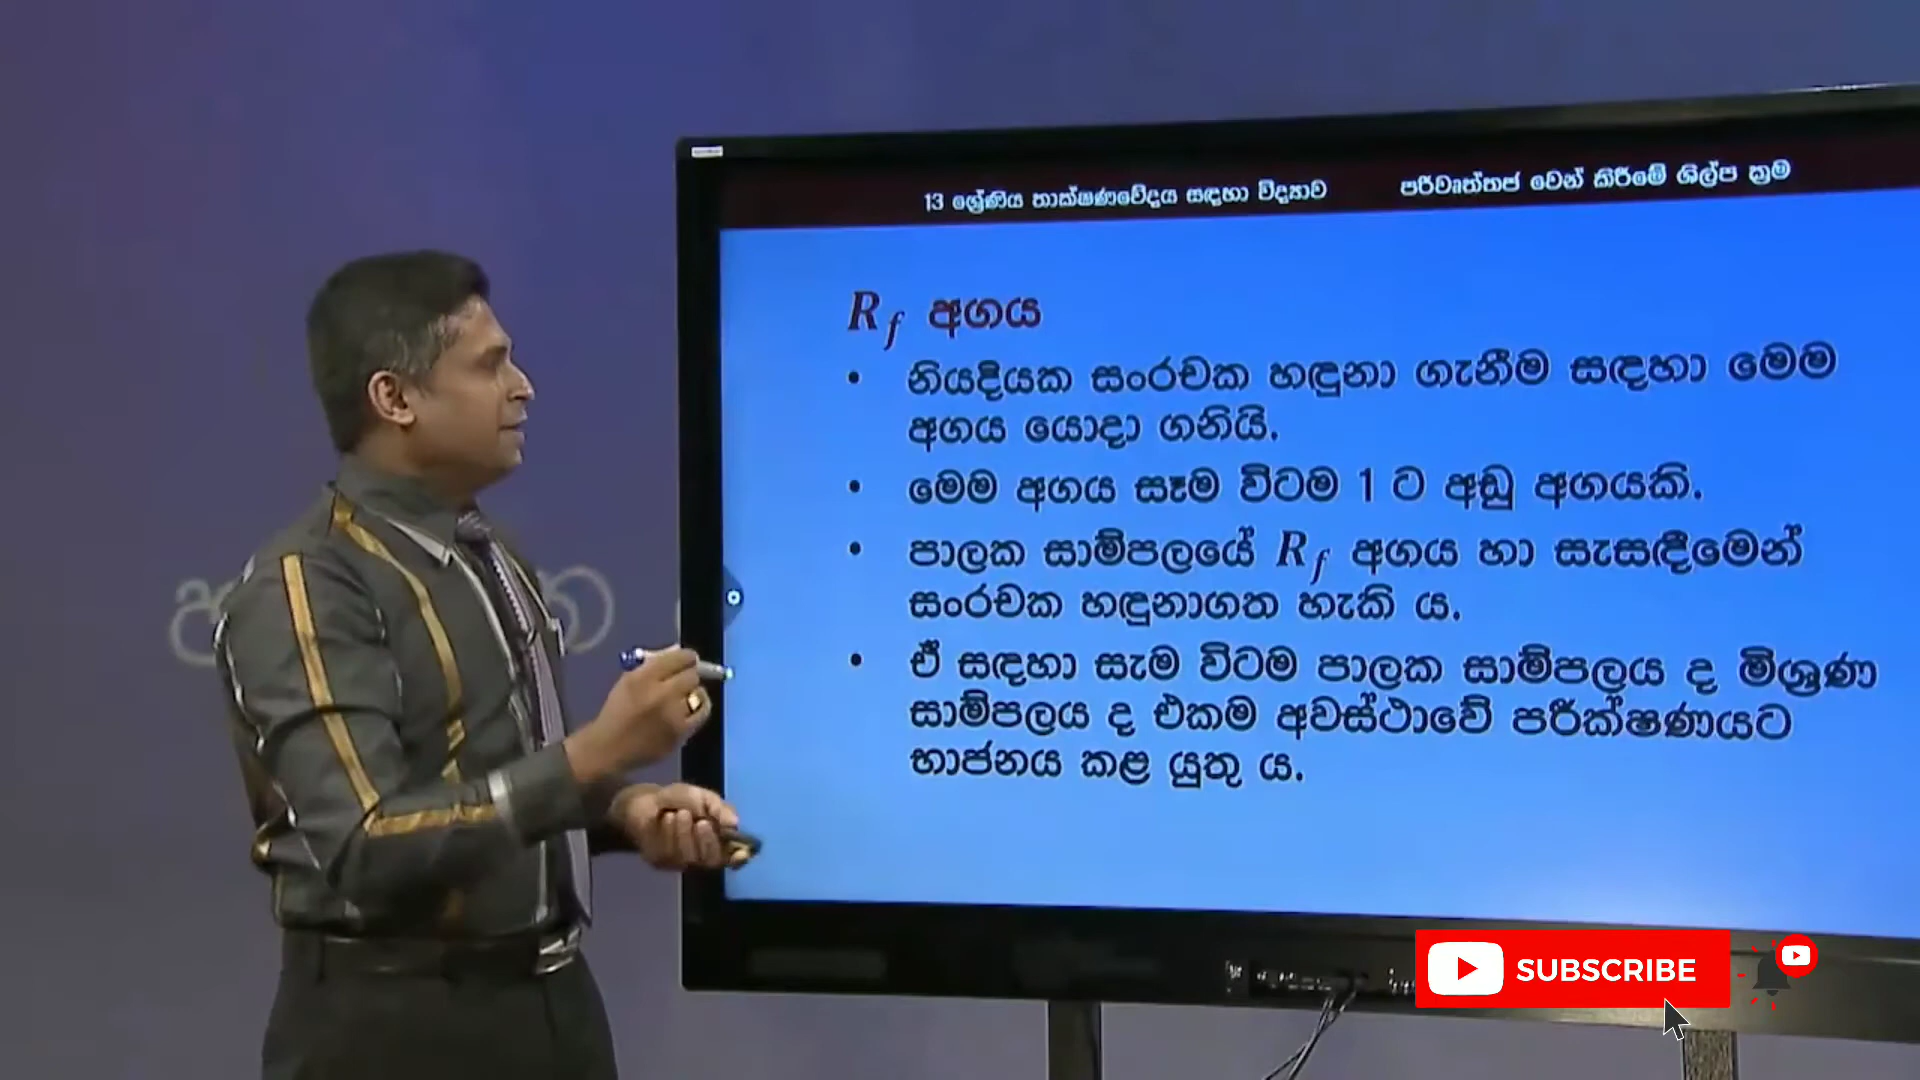 13 ශ්‍රේණිය තාක්ෂණවේදය සඳහා විද්‍යාව පරිවෘත්තජ වෙන් කිරීමේ ශිල්ප ක්‍රම
R_f අගය
• නියදියක සංරචක හඳුනා ගැනීම සඳහා මෙම
අගය යොදා ගනියි.
• මෙම අගය සෑම විටම 1 ට අඩු අගයකි.
• පාලක සාම්පලයේ R_f අගය හා සැසඳීමෙන්
සංරචක හඳුනාගත හැකි ය.
• ඒ සඳහා සැම විටම පාලක සාම්පලය ද මිශ්‍රණ
සාම්පලය ද එකම අවස්ථාවේ පරීක්ෂණයට
භාජනය කළ යුතු ය.
SUBSCRIBE